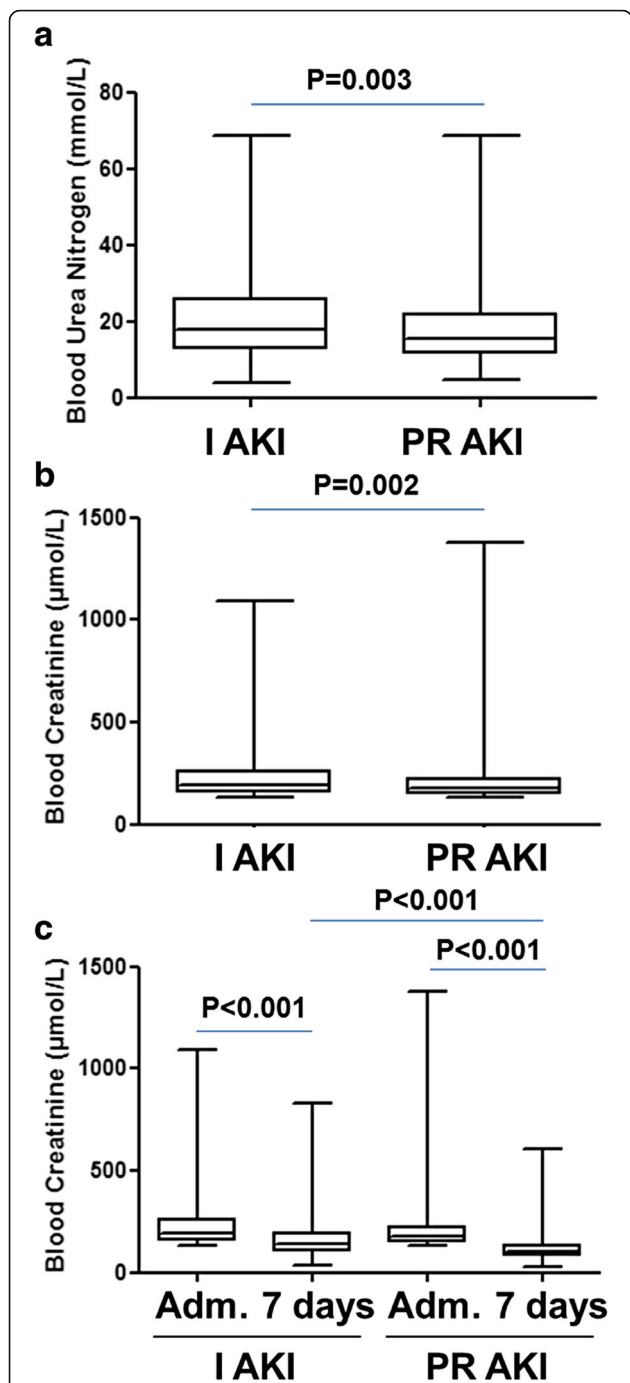 a
P=0.003
Blood Urea Nitrogen (mmol/L)
80
60
40
20
0
I AKI PR AKI
b
P=0.002
Blood Creatinine (µmol/L)
1500
1000
500
0
I AKI PR AKI
c
P<0.001
P<0.001
P<0.001
Blood Creatinine (µmol/L)
1500
1000
500
0
Adm. 7 days Adm. 7 days
I AKI PR AKI